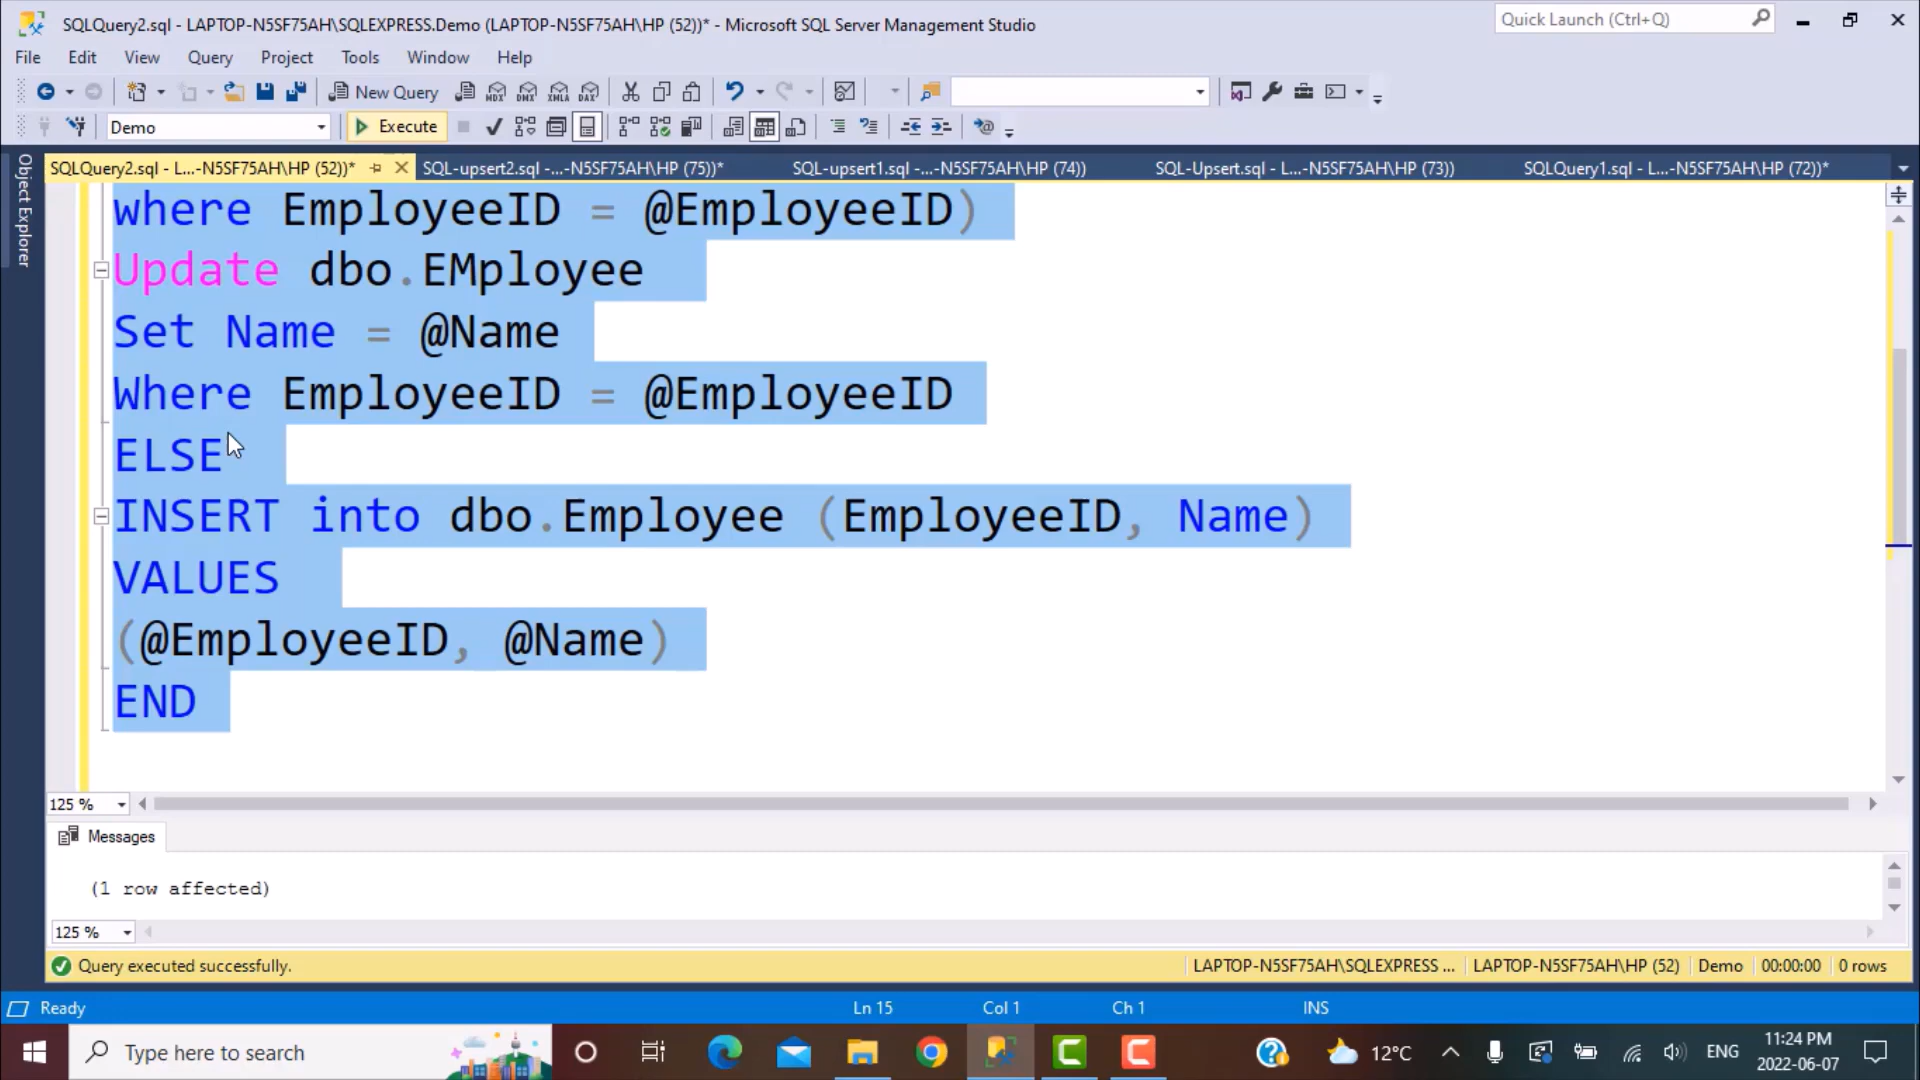 SQLQuery2.sql - LAPTOP-N5SF75AH\SQLEXPRESS.Demo (LAPTOP-N5SF75AH\HP (52))* - Microsoft SQL Server Management Studio
Quick Launch (Ctrl+Q)
File Edit View Query Project Tools Window Help
New Query
MDX DMX XMLA DAX
Demo
Execute
SQLQuery2.sql - L...-N5SF75AH\HP (52))*
SQL-upsert2.sql -...-N5SF75AH\HP (75))*
SQL-upsert1.sql -...-N5SF75AH\HP (74))
SQL-Upsert.sql - L...-N5SF75AH\HP (73))
SQLQuery1.sql - L...-N5SF75AH\HP (72))*
Object Explorer
where EmployeeID = @EmployeeID)
Update dbo.EMployee
Set Name = @Name
Where EmployeeID = @EmployeeID
ELSE
INSERT into dbo.Employee (EmployeeID, Name)
VALUES
(@EmployeeID, @Name)
END
125 %
Messages
(1 row affected)
125 %
Query executed successfully.
LAPTOP-N5SF75AH\SQLEXPRESS ...
LAPTOP-N5SF75AH\HP (52)
Demo
00:00:00
0 rows
Ready
Ln 15
Col 1
Ch 1
INS
Type here to search
12°C
ENG
11:24 PM
2022-06-07